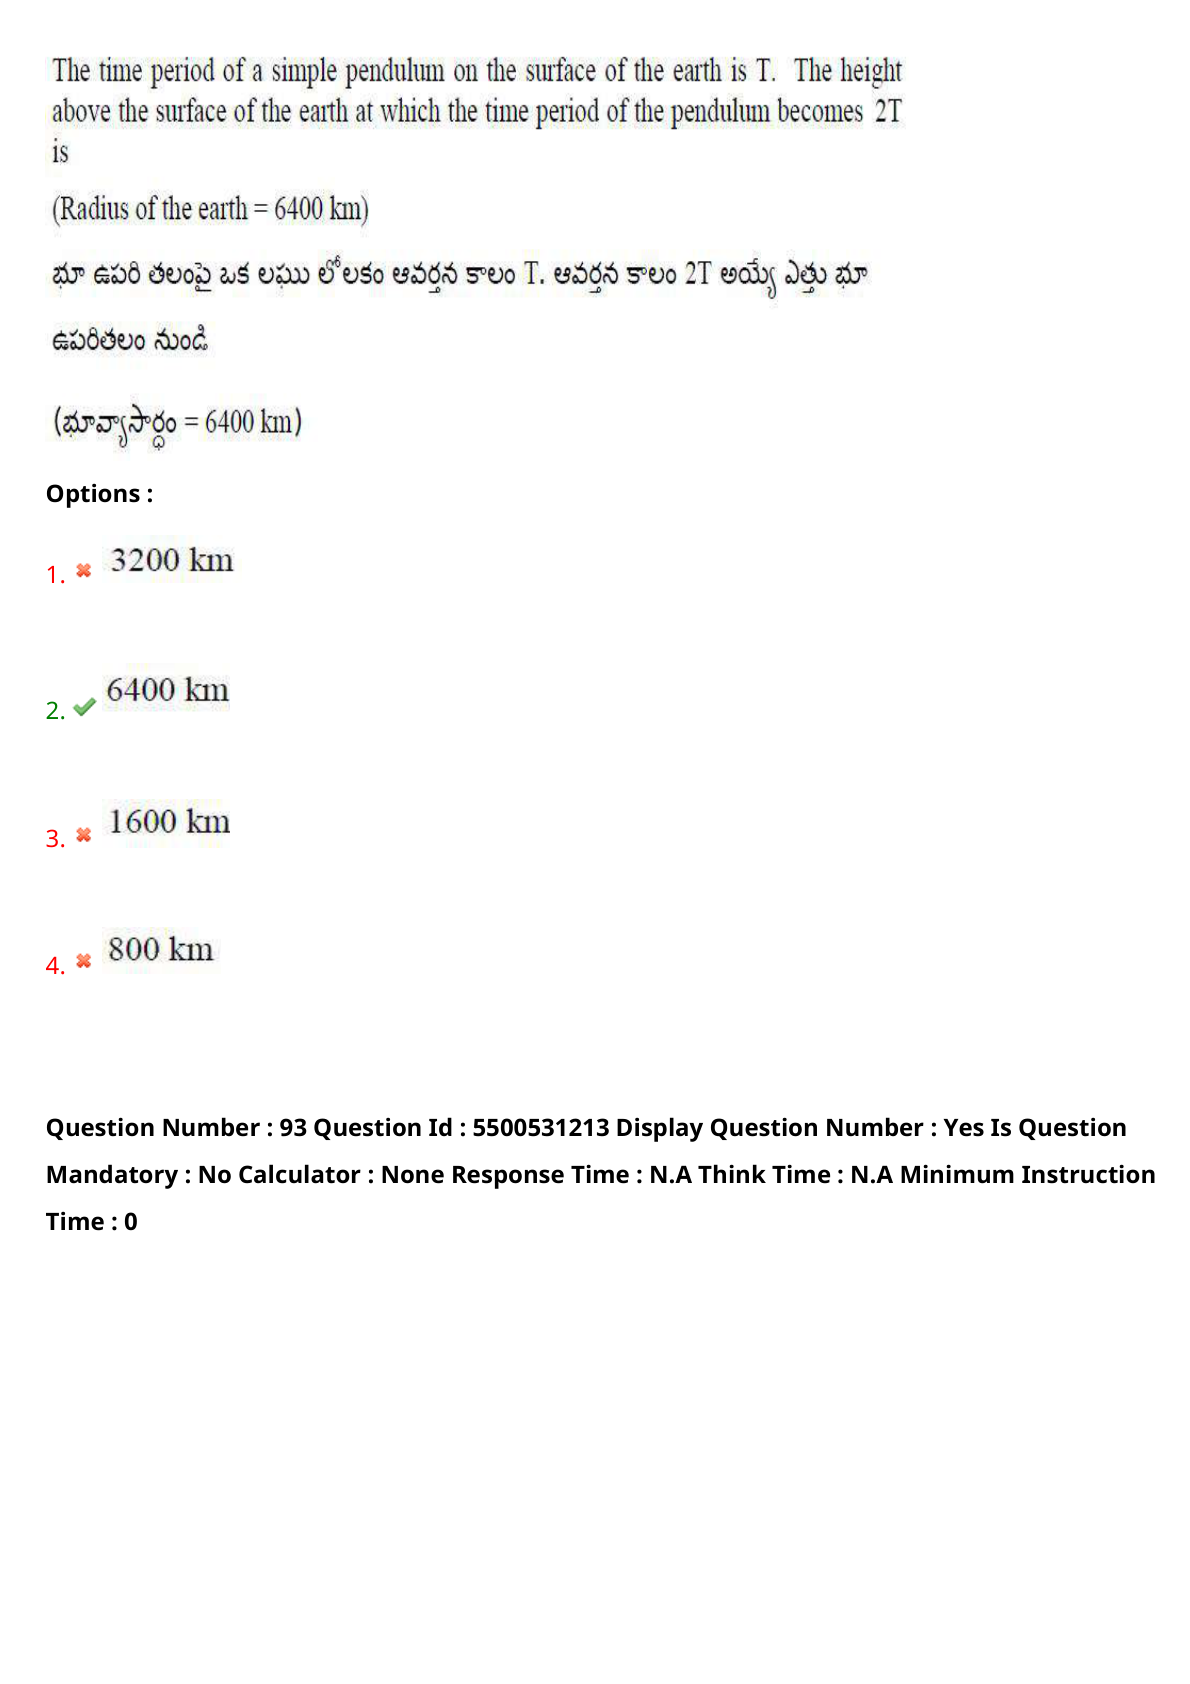 The time period of a simple pendulum on the surface of the earth is T. The height
above the surface of the earth at which the time period of the pendulum becomes 2T
is
(Radius of the earth = 6400 km)
భూ ఉపరి తలంపై ఒక లఘు లోలకం ఆవర్తన కాలం T. ఆవర్తన కాలం 2T అయ్యే ఎత్తు భూ
ఉపరితలం నుండి
(భూవ్యాసార్ధం = 6400 km)
Options :
1. 3200 km
2. 6400 km
3. 1600 km
4. 800 km
Question Number : 93 Question Id : 5500531213 Display Question Number : Yes Is Question
Mandatory : No Calculator : None Response Time : N.A Think Time : N.A Minimum Instruction
Time : 0